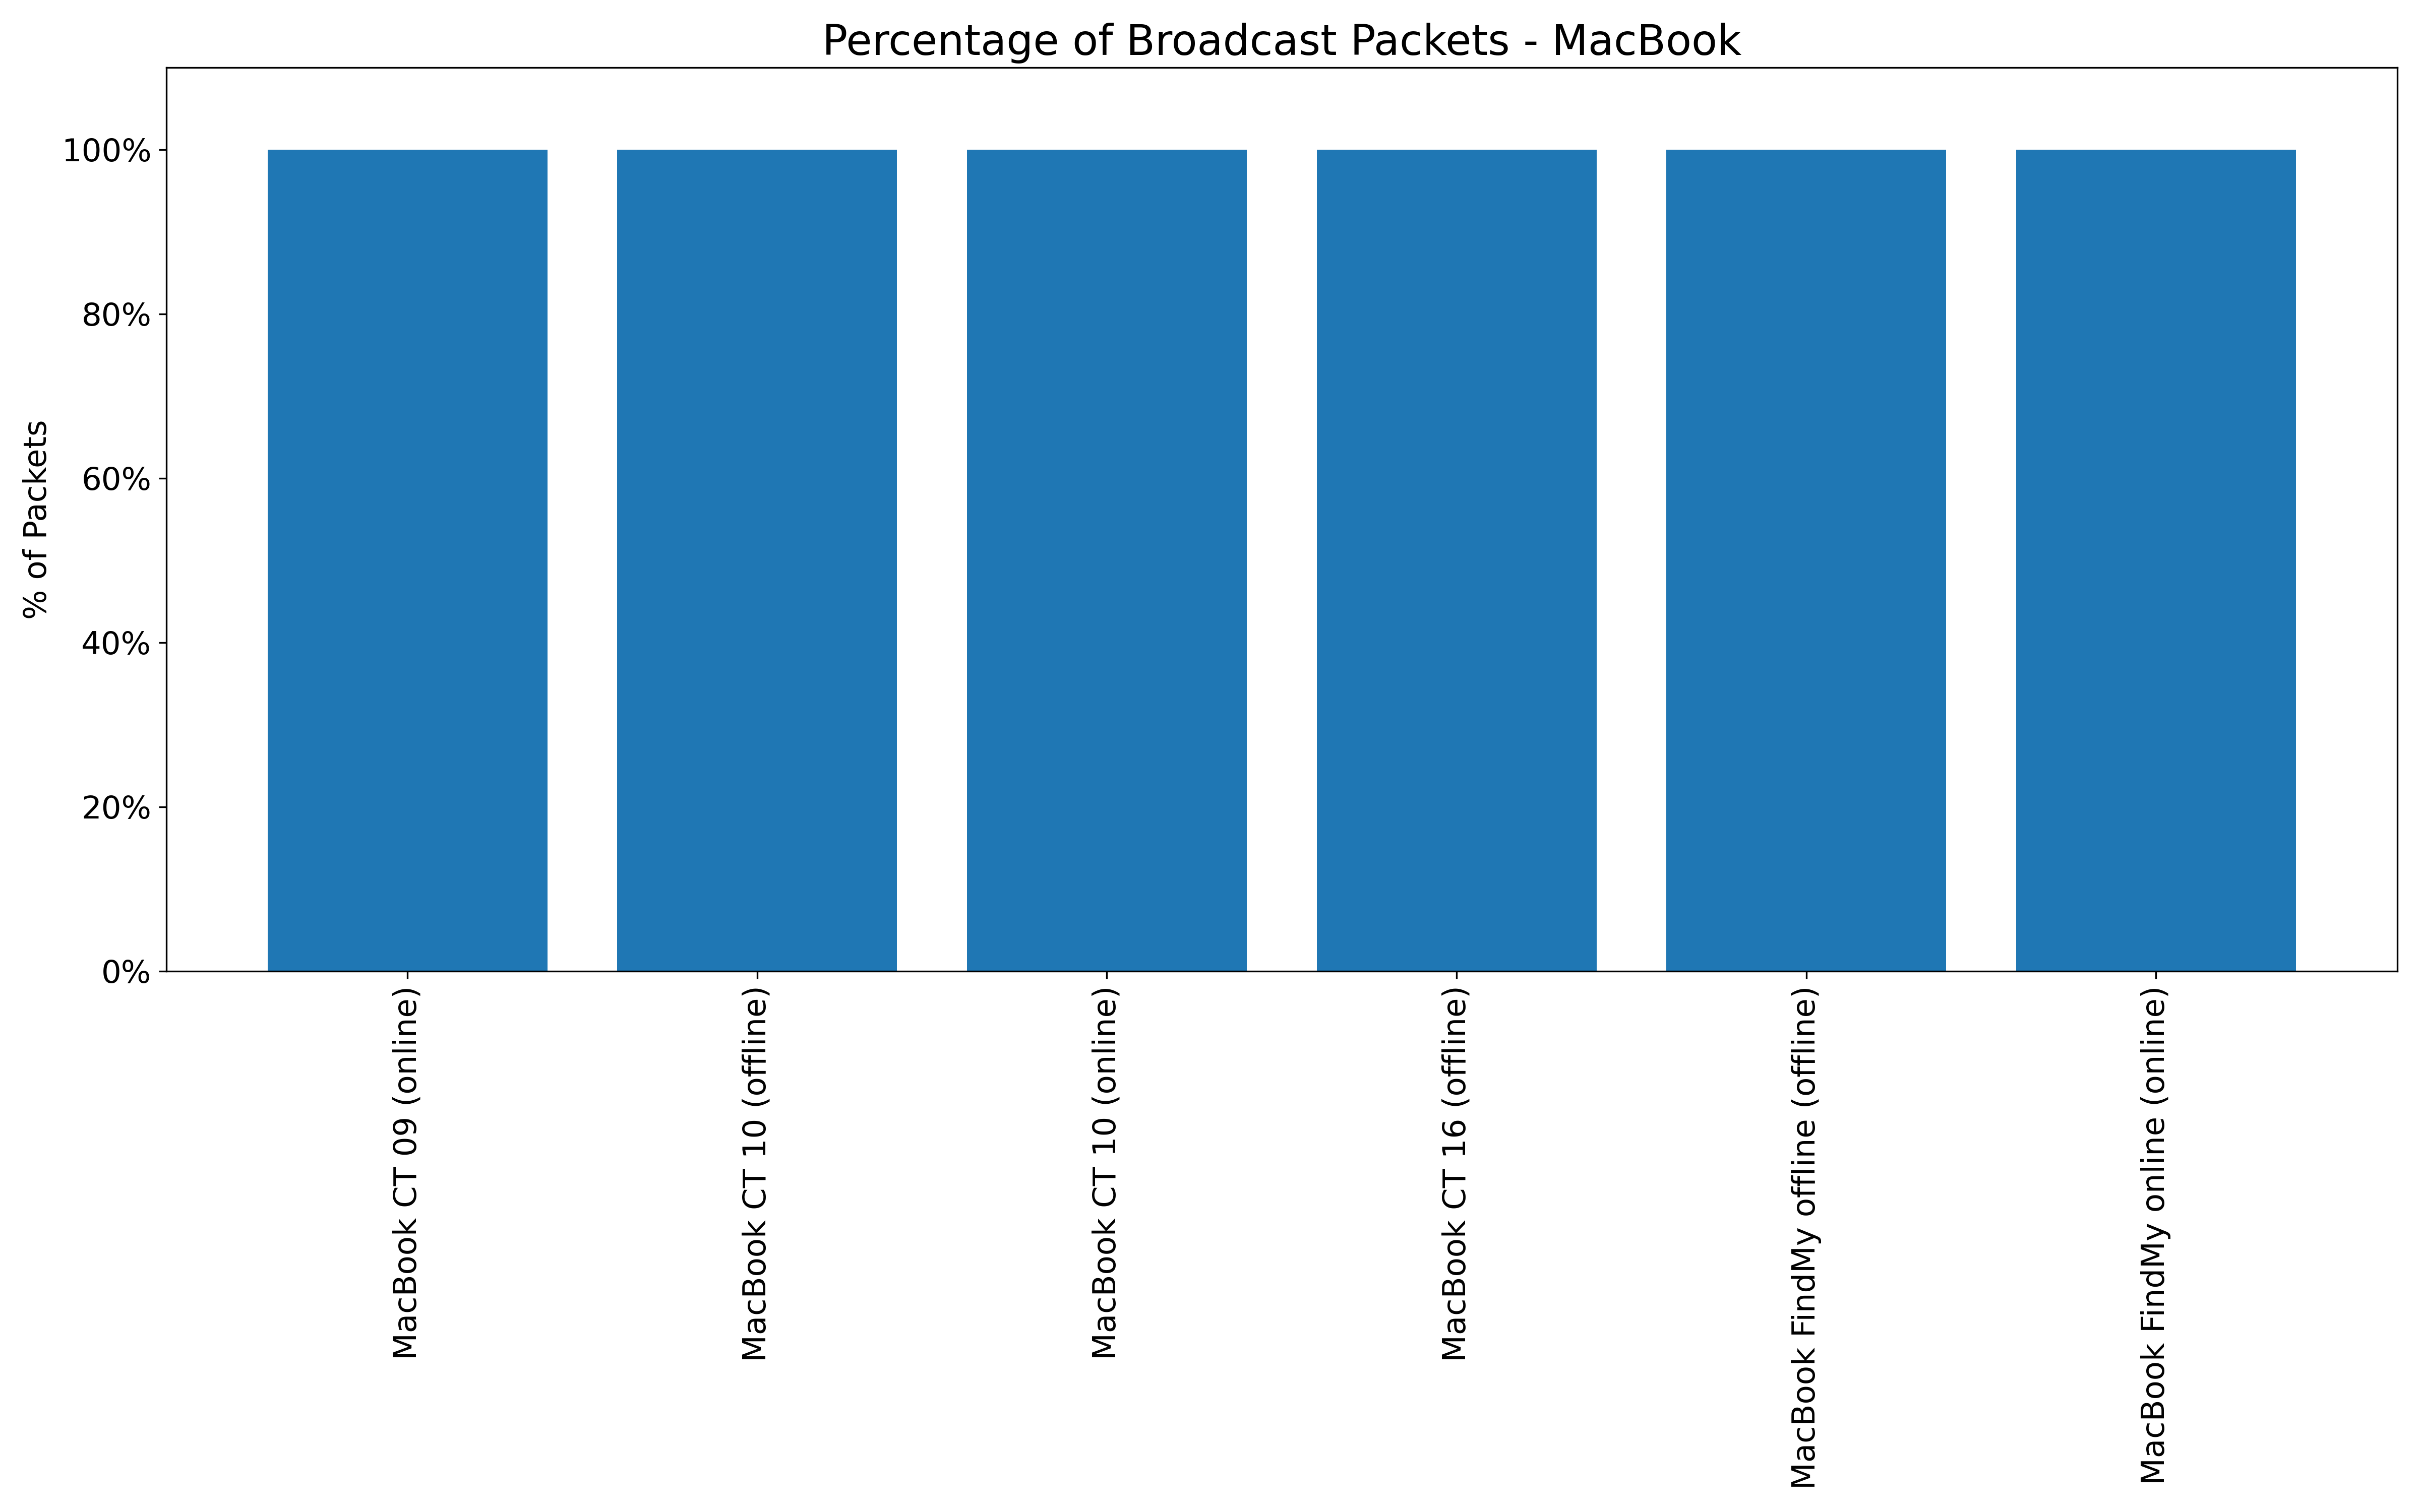 Percentage of Broadcast Packets - MacBook
% of Packets
100%
80%
60%
40%
20%
0%
MacBook CT 09 (online)
MacBook CT 10 (offline)
MacBook CT 10 (online)
MacBook CT 16 (offline)
MacBook FindMy offline (offline)
MacBook FindMy online (online)